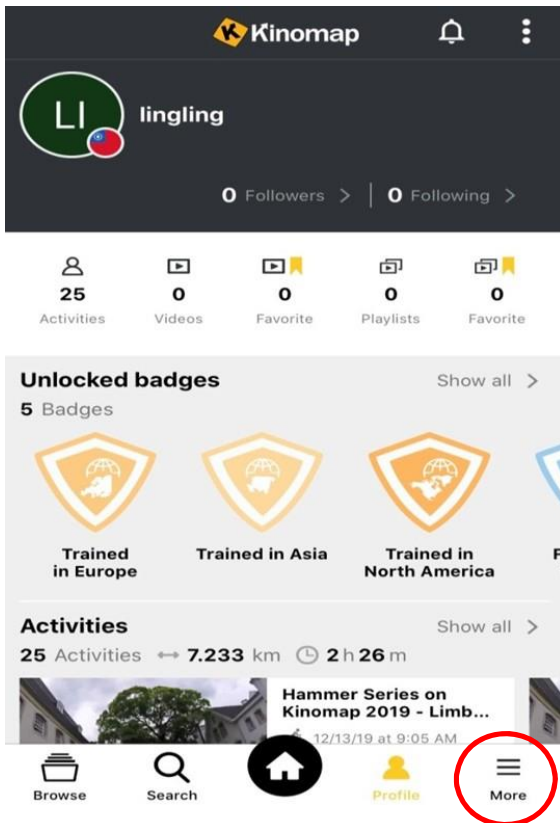 Kinomap
LI
lingling
0 Followers > | 0 Following >
25 0 0 0 0
Activities Videos Favorite Playlists Favorite
Unlocked badges Show all >
5 Badges
Trained in Europe
Trained in Asia
Trained in North America
F
Activities Show all >
25 Activities ↔ 7.233 km 2 h 26 m
Hammer Series on
Kinomap 2019 - Limb...
12/13/19 at 9:05 AM
Browse Search Profile More